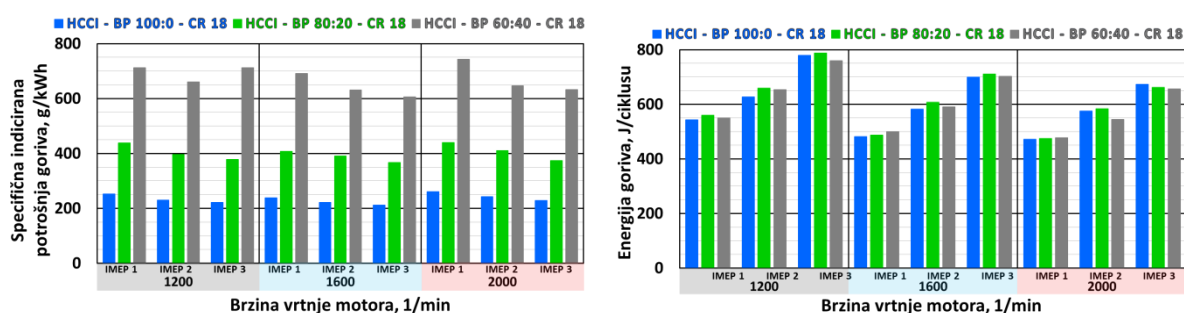 HCCI - BP 100:0 - CR 18 HCCI - BP 80:20 - CR 18 HCCI - BP 60:40 - CR 18
Specifična indicirana
potrošnja goriva, g/kWh
800
600
400
200
0
IMEP 1 IMEP 2 IMEP 3 IMEP 1 IMEP 2 IMEP 3 IMEP 1 IMEP 2 IMEP 3
1200 1600 2000
Brzina vrtnje motora, 1/min
HCCI - BP 100:0 - CR 18 HCCI - BP 80:20 - CR 18 HCCI - BP 60:40 - CR 18
Energija goriva, J/ciklusu
800
600
400
200
0
IMEP 1 IMEP 2 IMEP 3 IMEP 1 IMEP 2 IMEP 3 IMEP 1 IMEP 2 IMEP 3
1200 1600 2000
Brzina vrtnje motora, 1/min